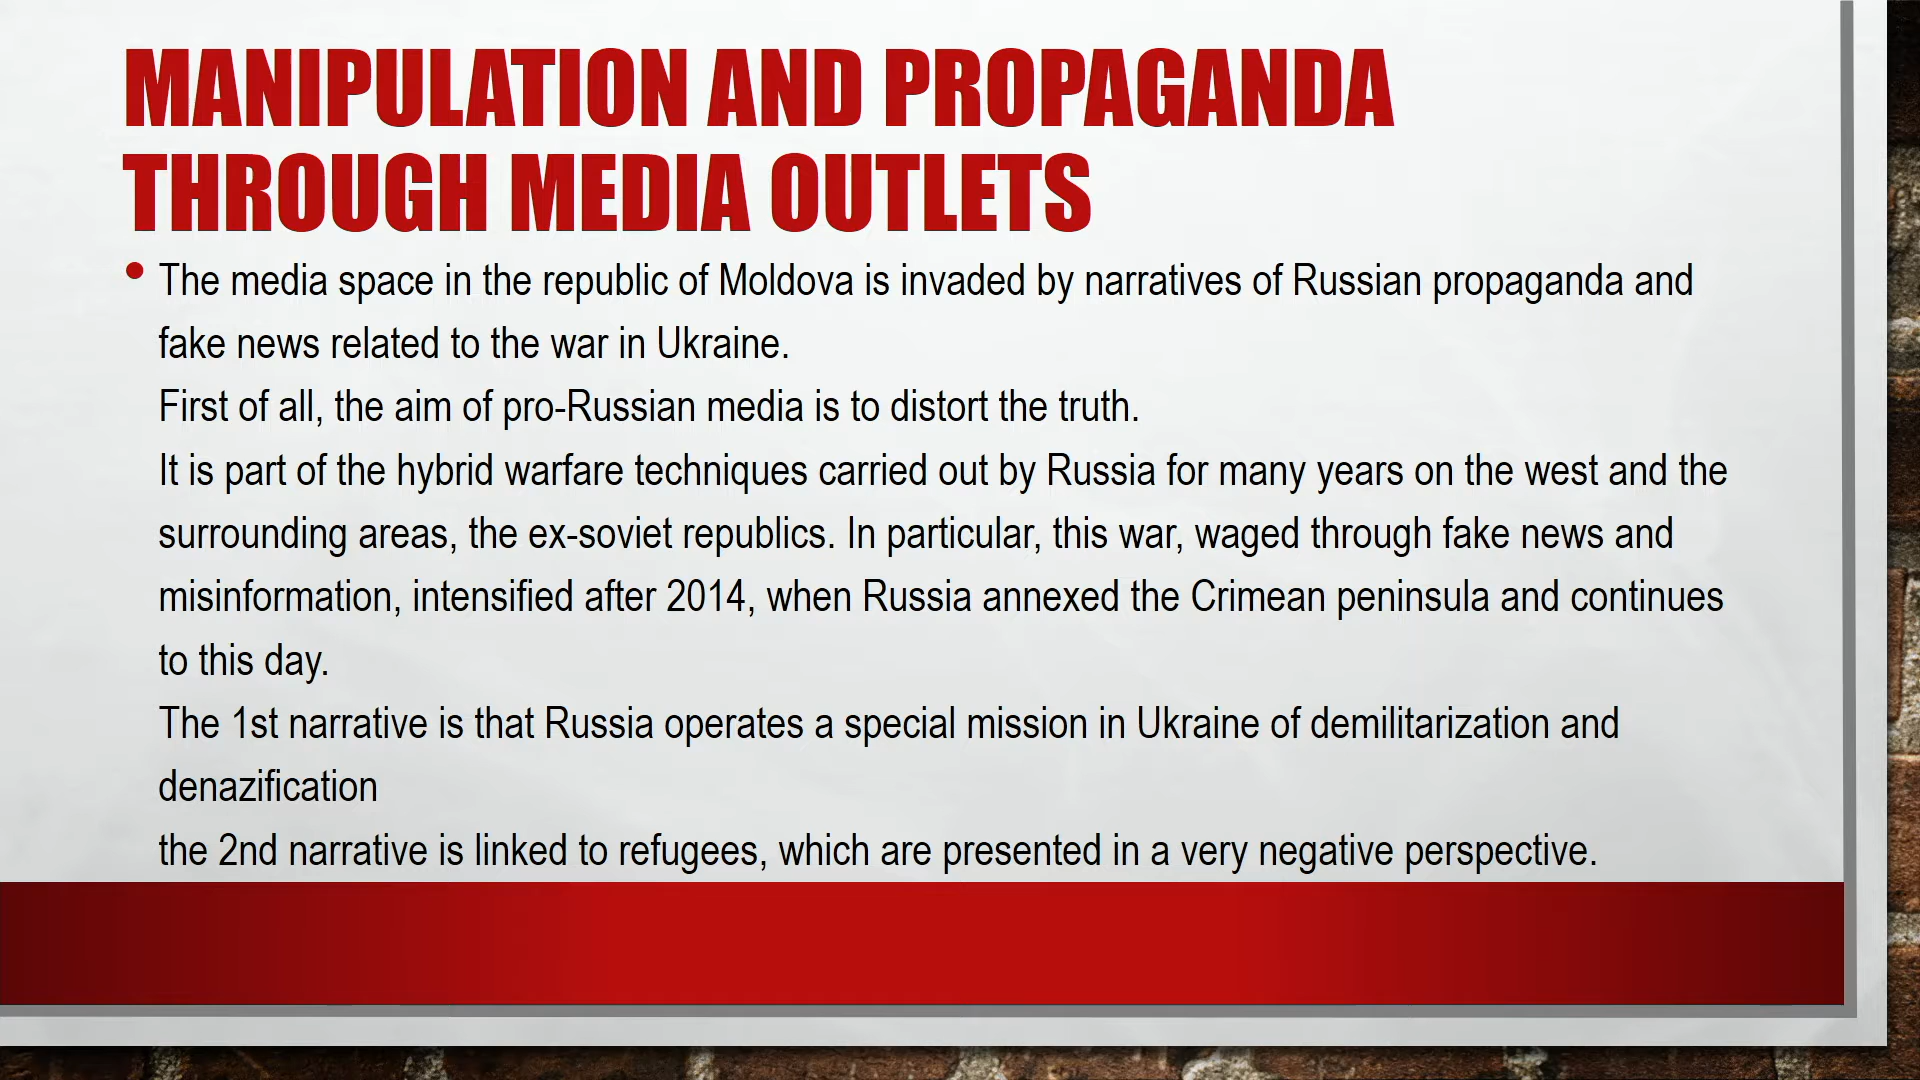 MANIPULATION AND PROPAGANDA
THROUGH MEDIA OUTLETS
• The media space in the republic of Moldova is invaded by narratives of Russian propaganda and
fake news related to the war in Ukraine.
First of all, the aim of pro-Russian media is to distort the truth.
It is part of the hybrid warfare techniques carried out by Russia for many years on the west and the
surrounding areas, the ex-soviet republics. In particular, this war, waged through fake news and
misinformation, intensified after 2014, when Russia annexed the Crimean peninsula and continues
to this day.
The 1st narrative is that Russia operates a special mission in Ukraine of demilitarization and
denazification
the 2nd narrative is linked to refugees, which are presented in a very negative perspective.